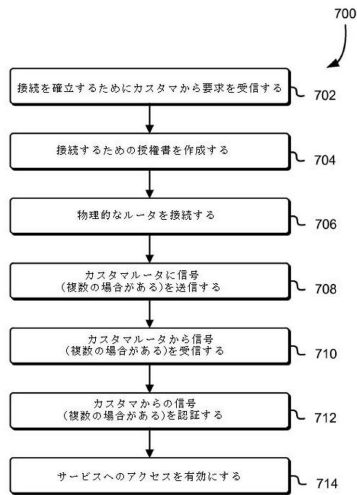 700
接続を確立するためにカスタマから要求を受信する
702
接続するための授権書を作成する
704
物理的なルータを接続する
706
カスタマルータに信号
(複数の場合がある)を送信する
708
カスタマルータから信号
(複数の場合がある)を受信する
710
カスタマからの信号
(複数の場合がある)を認証する
712
サービスへのアクセスを有効にする
714